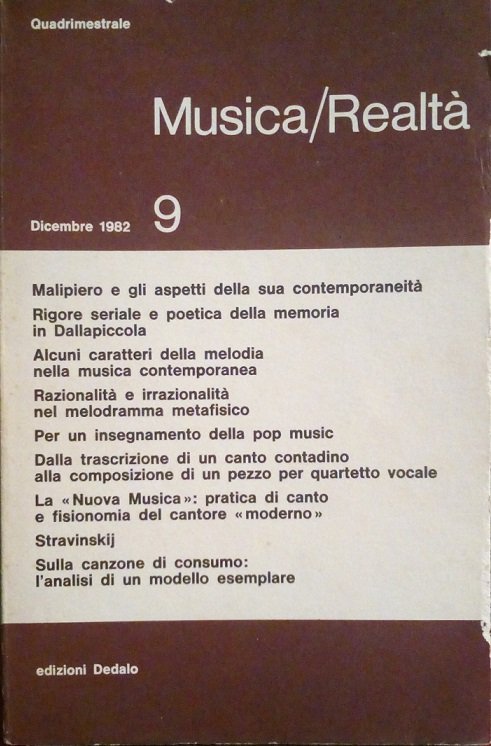 Quadrimestrale
Musica/Realtà
Dicembre 1982 9
Malipiero e gli aspetti della sua contemporaneità
Rigore seriale e poetica della memoria
in Dallapiccola
Alcuni caratteri della melodia
nella musica contemporanea
Razionalità e irrazionalità
nel melodramma metafisico
Per un insegnamento della pop music
Dalla trascrizione di un canto contadino
alla composizione di un pezzo per quartetto vocale
La «Nuova Musica»: pratica di canto
e fisionomia del cantore «moderno»
Stravinskij
Sulla canzone di consumo:
l'analisi di un modello esemplare
edizioni Dedalo